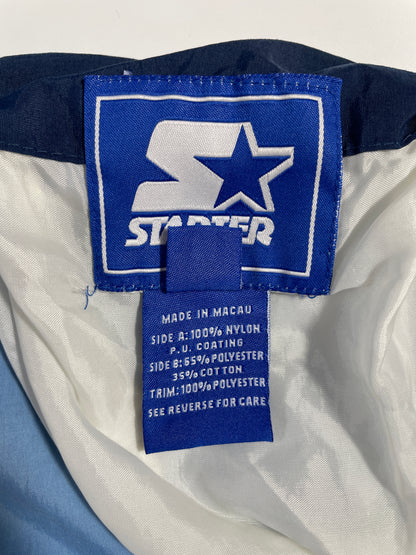 STARTER
MADE IN MACAU
SIDE A: 100% NYLON
P.U. COATING
SIDE B: 65% POLYESTER
35% COTTON
TRIM: 100% POLYESTER
SEE REVERSE FOR CARE